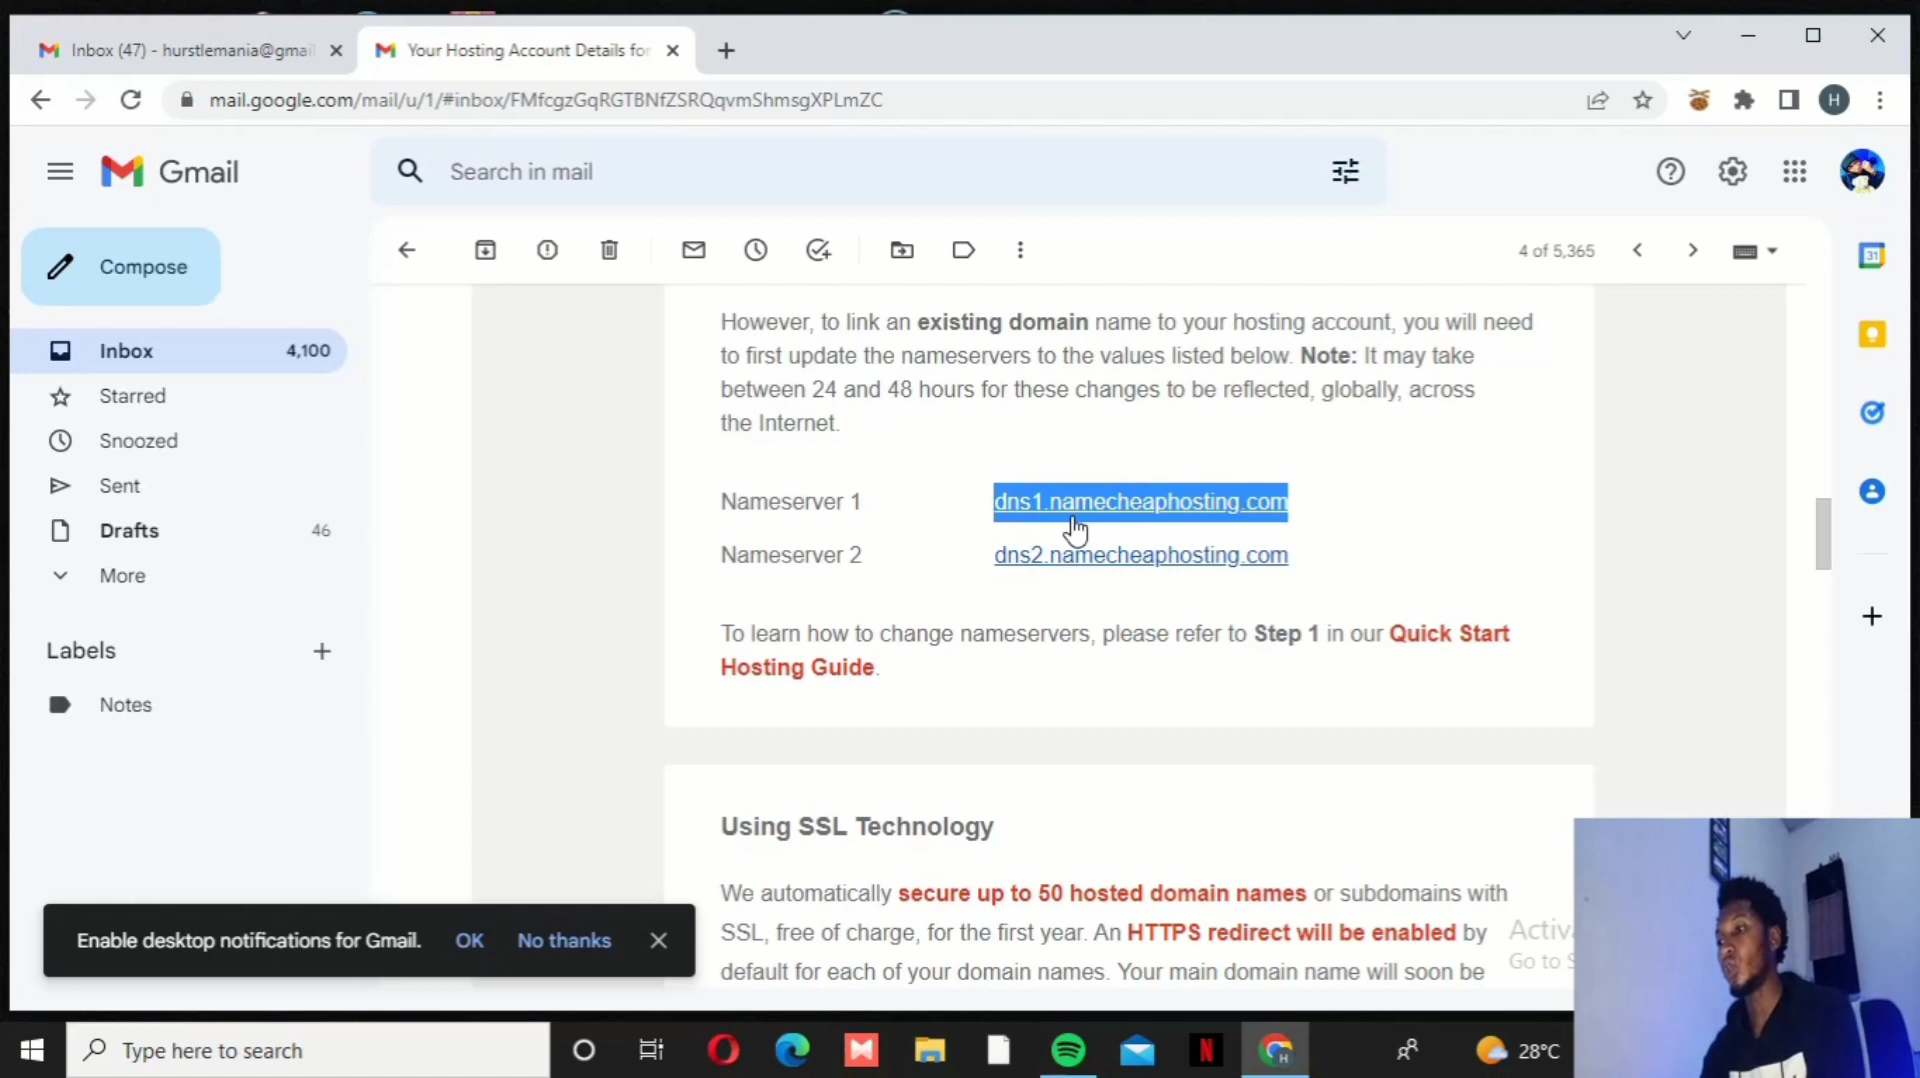 Inbox (47) - hurstlemania@gmai
Your Hosting Account Details for
mail.google.com/mail/u/1/#inbox/FMfcgzGqRGTBNfZSRQqvmShmsgXPLmZC
H
Gmail
Search in mail
Compose
4 of 5,365
31
Inbox 4,100
Starred
Snoozed
Sent
Drafts 46
More
Labels
Notes
However, to link an existing domain name to your hosting account, you will need
to first update the nameservers to the values listed below. Note: It may take
between 24 and 48 hours for these changes to be reflected, globally, across
the Internet.
Nameserver 1 dns1.namecheaphosting.com
Nameserver 2 dns2.namecheaphosting.com
To learn how to change nameservers, please refer to Step 1 in our Quick Start
Hosting Guide.
Using SSL Technology
We automatically secure up to 50 hosted domain names or subdomains with
SSL, free of charge, for the first year. An HTTPS redirect will be enabled by
default for each of your domain names. Your main domain name will soon be
Enable desktop notifications for Gmail. OK No thanks
Activ
Go to S
Type here to search
28°C